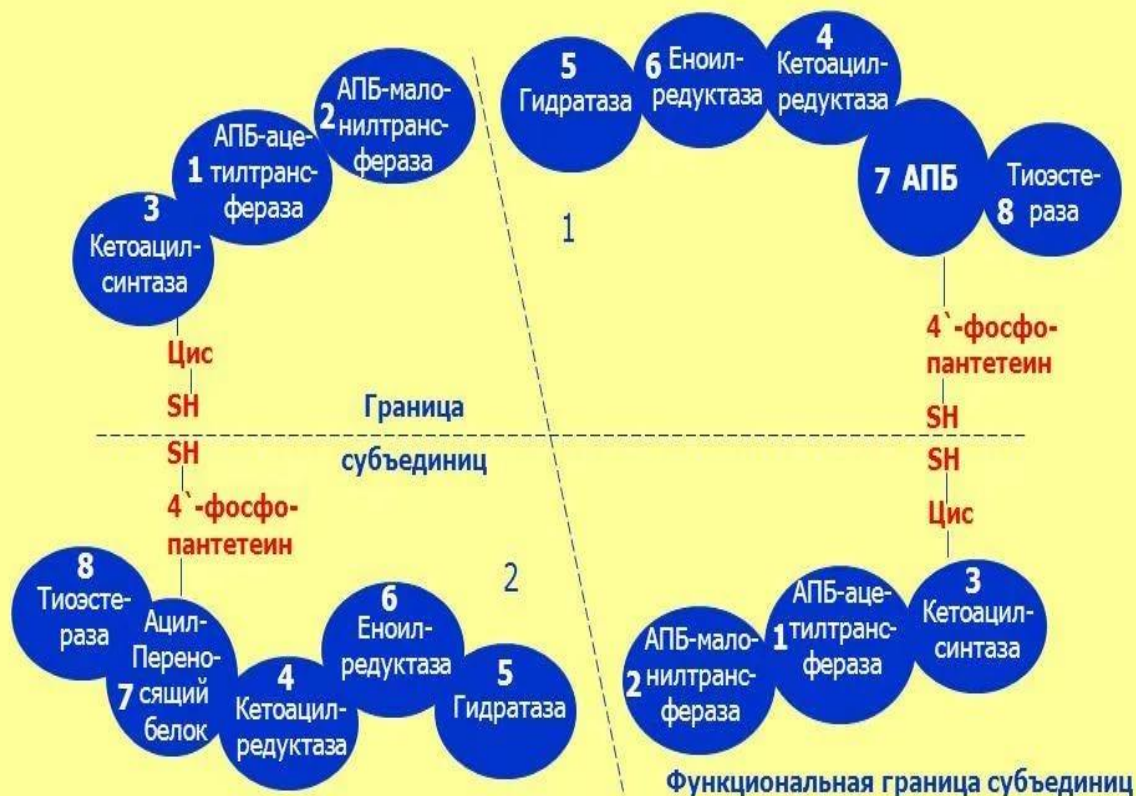 3
Кетоацил-
синтаза
АПБ-аце-
1 тилтранс-
фераза
АПБ-мало-
2 нилтранс-
фераза
5
Гидратаза
6 Еноил-
редуктаза
4
Кетоацил-
редуктаза
7 АПБ
Тиоэсте-
8 раза
1
Цис
SH
4`-фосфо-
пантетеин
SH
Граница
субъединиц
SH
4`-фосфо-
пантетеин
SH
Цис
8
Тиоэсте-
раза
Ацил-
Перено-
7 сящий
белок
4
Кетоацил-
редуктаза
6
Еноил-
редуктаза
5
Гидратаза
2
АПБ-мало-
2 нилтранс-
фераза
АПБ-аце-
1 тилтранс-
фераза
3
Кетоацил-
синтаза
Функциональная граница субъединиц